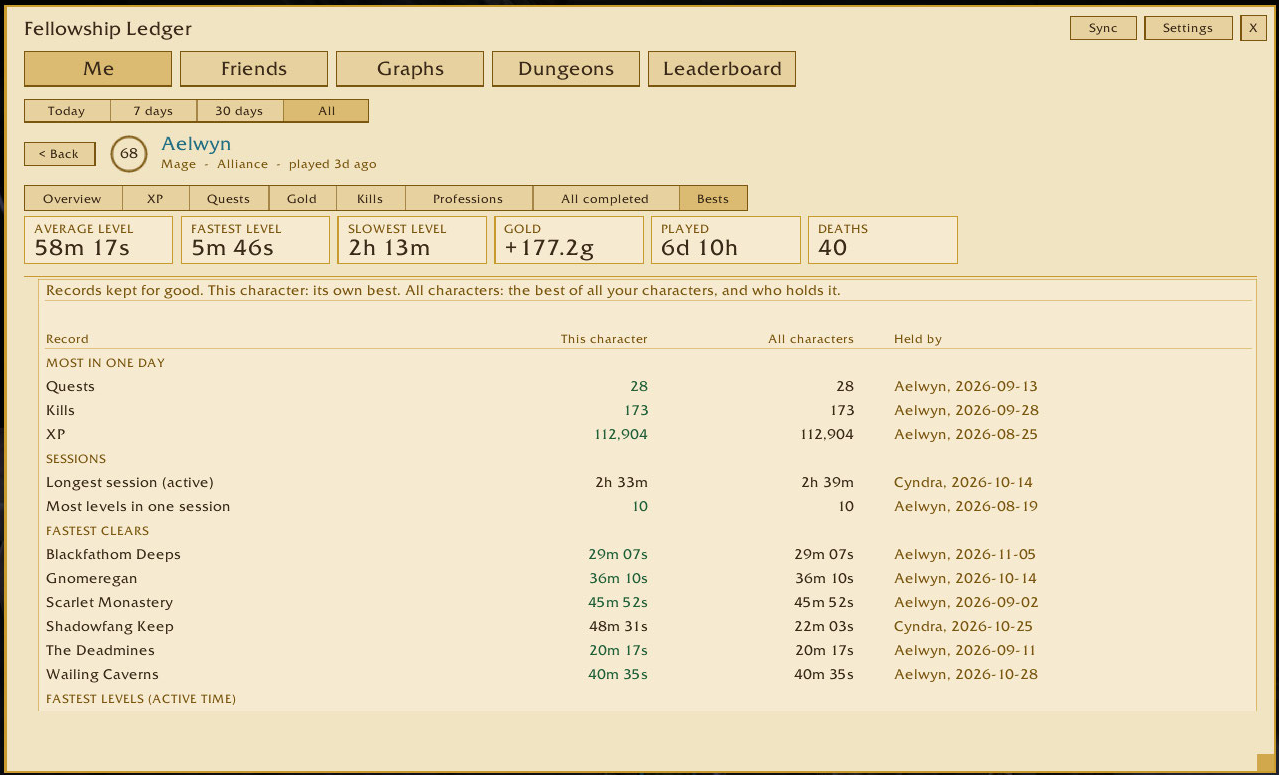 Fellowship Ledger Sync Settings X
Me Friends Graphs Dungeons Leaderboard
Today 7 days 30 days All
< Back 68 Aelwyn
Mage - Alliance - played 3d ago
Overview XP Quests Gold Kills Professions All completed Bests
AVERAGE LEVEL FASTEST LEVEL SLOWEST LEVEL GOLD PLAYED DEATHS
58m 17s 5m 46s 2h 13m +177.2g 6d 10h 40
Records kept for good. This character: its own best. All characters: the best of all your characters, and who holds it.
Record This character All characters Held by
MOST IN ONE DAY
Quests 28 28 Aelwyn, 2026-09-13
Kills 173 173 Aelwyn, 2026-09-28
XP 112,904 112,904 Aelwyn, 2026-08-25
SESSIONS
Longest session (active) 2h 33m 2h 39m Cyndra, 2026-10-14
Most levels in one session 10 10 Aelwyn, 2026-08-19
FASTEST CLEARS
Blackfathom Deeps 29m 07s 29m 07s Aelwyn, 2026-11-05
Gnomeregan 36m 10s 36m 10s Aelwyn, 2026-10-14
Scarlet Monastery 45m 52s 45m 52s Aelwyn, 2026-09-02
Shadowfang Keep 48m 31s 22m 03s Cyndra, 2026-10-25
The Deadmines 20m 17s 20m 17s Aelwyn, 2026-09-11
Wailing Caverns 40m 35s 40m 35s Aelwyn, 2026-10-28
FASTEST LEVELS (ACTIVE TIME)